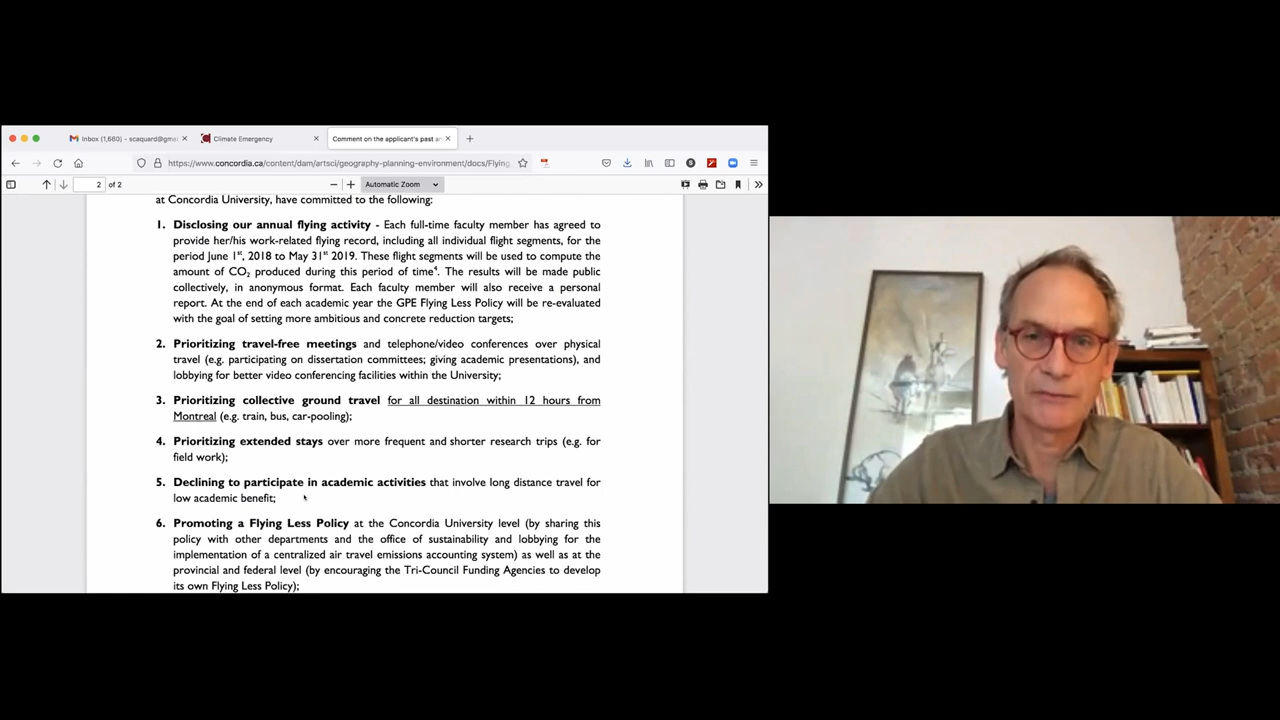 Inbox (1,660) - scaquard@gma
Climate Emergency
Comment on the applicant's past an
https://www.concordia.ca/content/dam/artsci/geography-planning-environment/docs/Flying_
2 of 2
Automatic Zoom
at Concordia University, have committed to the following:
1. Disclosing our annual flying activity - Each full-time faculty member has agreed to
provide her/his work-related flying record, including all individual flight segments, for the
period June 1st, 2018 to May 31st 2019. These flight segments will be used to compute the
amount of CO2 produced during this period of time4. The results will be made public
collectively, in anonymous format. Each faculty member will also receive a personal
report. At the end of each academic year the GPE Flying Less Policy will be re-evaluated
with the goal of setting more ambitious and concrete reduction targets;
2. Prioritizing travel-free meetings and telephone/video conferences over physical
travel (e.g. participating on dissertation committees; giving academic presentations), and
lobbying for better video conferencing facilities within the University;
3. Prioritizing collective ground travel for all destination within 12 hours from
Montreal (e.g. train, bus, car-pooling);
4. Prioritizing extended stays over more frequent and shorter research trips (e.g. for
field work);
5. Declining to participate in academic activities that involve long distance travel for
low academic benefit;
6. Promoting a Flying Less Policy at the Concordia University level (by sharing this
policy with other departments and the office of sustainability and lobbying for the
implementation of a centralized air travel emissions accounting system) as well as at the
provincial and federal level (by encouraging the Tri-Council Funding Agencies to develop
its own Flying Less Policy);